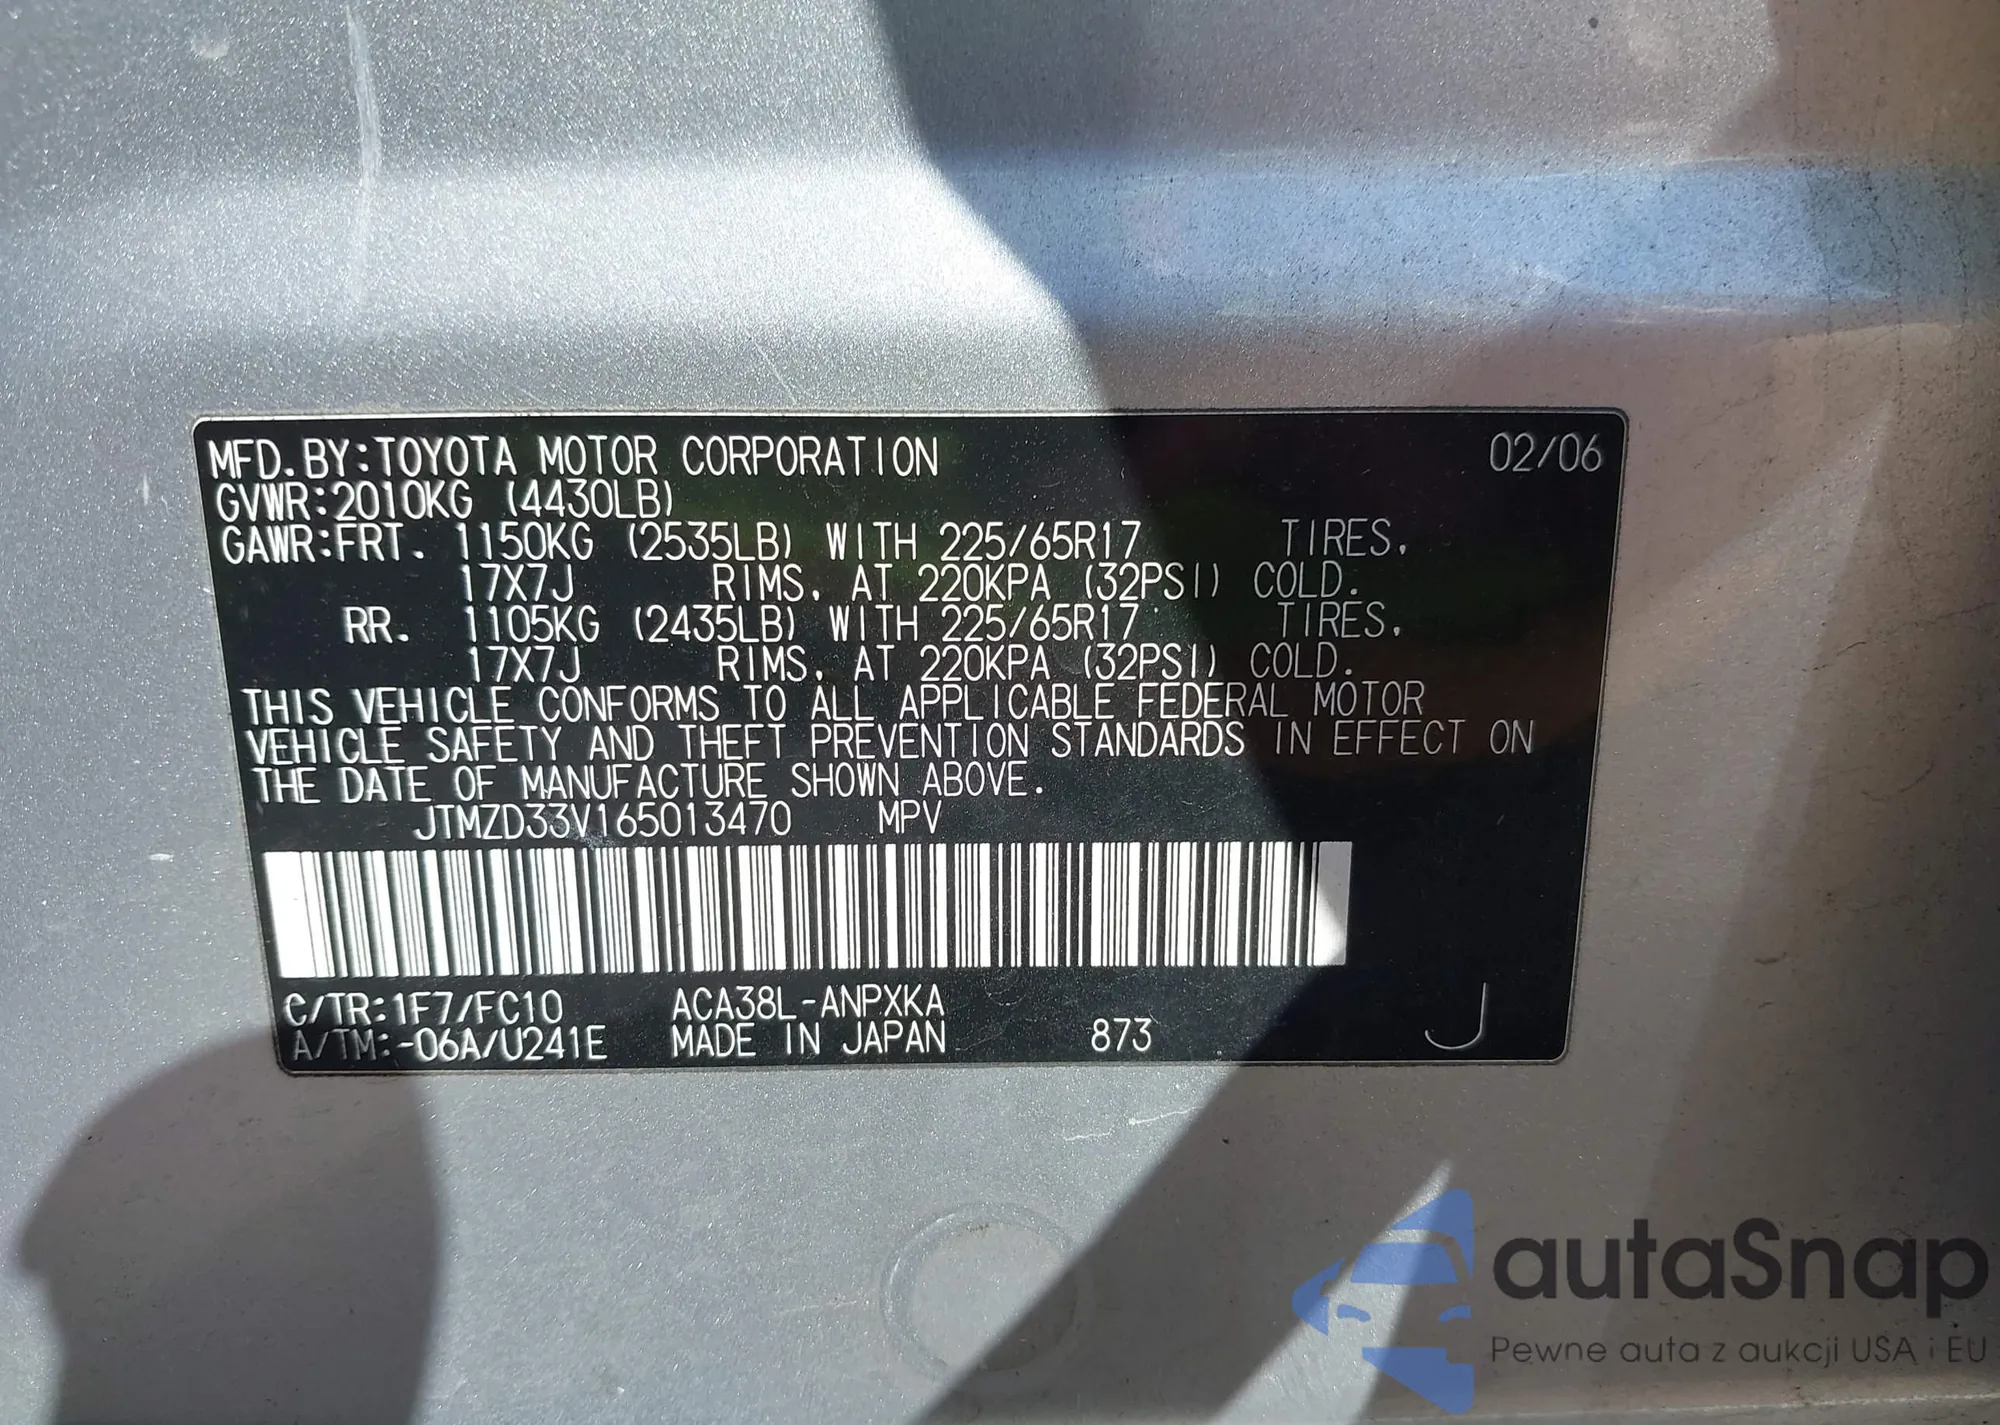 MFD.BY:TOYOTA MOTOR CORPORATION 02/06
GVWR:2010KG (4430LB)
GAWR:FRT. 1150KG (2535LB) WITH 225/65R17 TIRES,
17X7J RIMS, AT 220KPA (32PSI) COLD.
RR. 1105KG (2435LB) WITH 225/65R17 TIRES,
17X7J RIMS, AT 220KPA (32PSI) COLD.
THIS VEHICLE CONFORMS TO ALL APPLICABLE FEDERAL MOTOR
VEHICLE SAFETY AND THEFT PREVENTION STANDARDS IN EFFECT ON
THE DATE OF MANUFACTURE SHOWN ABOVE.
JTMZD33V165013470 MPV
C/TR:1F7/FC10 ACA38L-ANPXKA
A/TM:-06A/U241E MADE IN JAPAN 873 J
autaSnap
Pewne auta z aukcji USA i EU